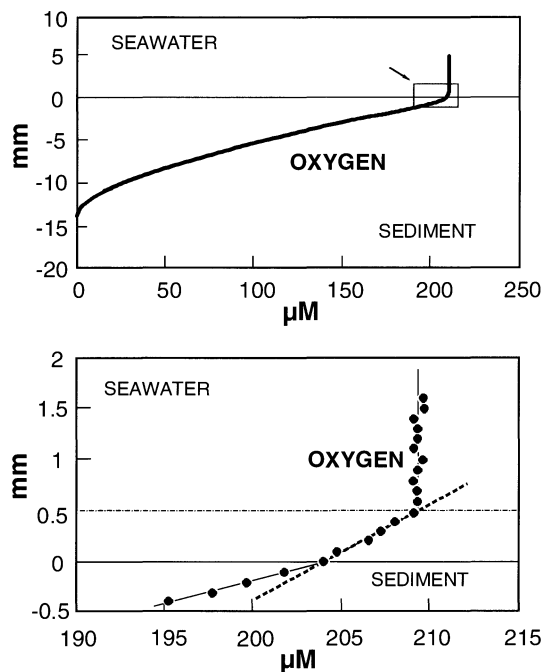 10
SEAWATER
5
0
-5
mm
OXYGEN
-10
-15
SEDIMENT
-20
0 50 100 150 200 250
µM
2
SEAWATER
1.5
OXYGEN
1
mm
0.5
0
SEDIMENT
-0.5
190 195 200 205 210 215
µM